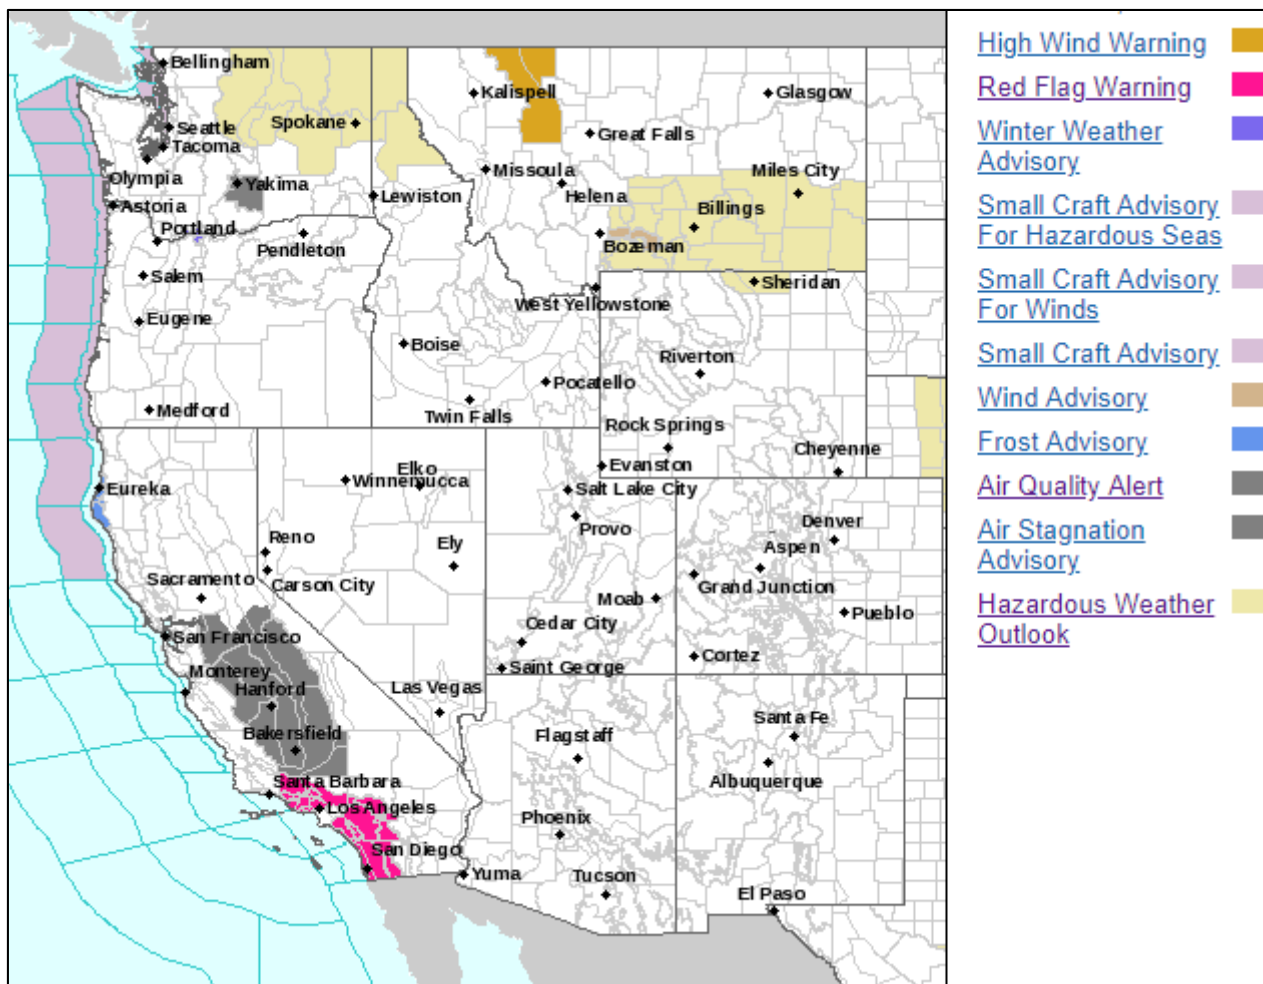 Bellingham
Kalispell
Glasgow
Seattle
Spokane
Tacoma
Great Falls
Olympia
Yakima
Missoula
Miles City
Lewiston
Helena
Astoria
Billings
Portland
Pendleton
Bozeman
Salem
Sheridan
West Yellowstone
Eugene
Boise
Riverton
Pocatello
Medford
Twin Falls
Rock Springs
Cheyenne
Elko
Evanston
Winnemucca
Eureka
Salt Lake City
Provo
Denver
Reno
Ely
Aspen
Sacramento
Carson City
Grand Junction
Moab
Pueblo
Cedar City
San Francisco
Cortez
Saint George
Monterey
Hanford
Las Vegas
Santa Fe
Bakersfield
Flagstaff
Albuquerque
Santa Barbara
Los Angeles
Phoenix
San Diego
Yuma
Tucson
El Paso
High Wind Warning
Red Flag Warning
Winter Weather
Advisory
Small Craft Advisory
For Hazardous Seas
Small Craft Advisory
For Winds
Small Craft Advisory
Wind Advisory
Frost Advisory
Air Quality Alert
Air Stagnation
Advisory
Hazardous Weather
Outlook